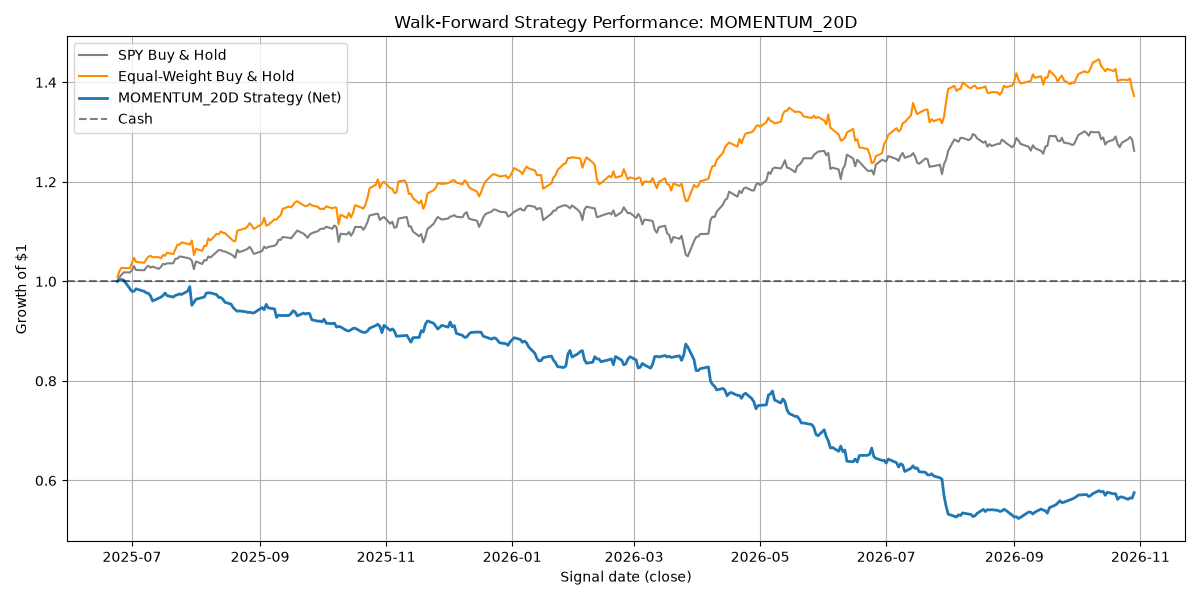 Walk-Forward Strategy Performance: MOMENTUM_20D
SPY Buy & Hold
Equal-Weight Buy & Hold
MOMENTUM_20D Strategy (Net)
Cash
Growth of $1
1.4
1.2
1.0
0.8
0.6
2025-07
2025-09
2025-11
2026-01
2026-03
2026-05
2026-07
2026-09
2026-11
Signal date (close)